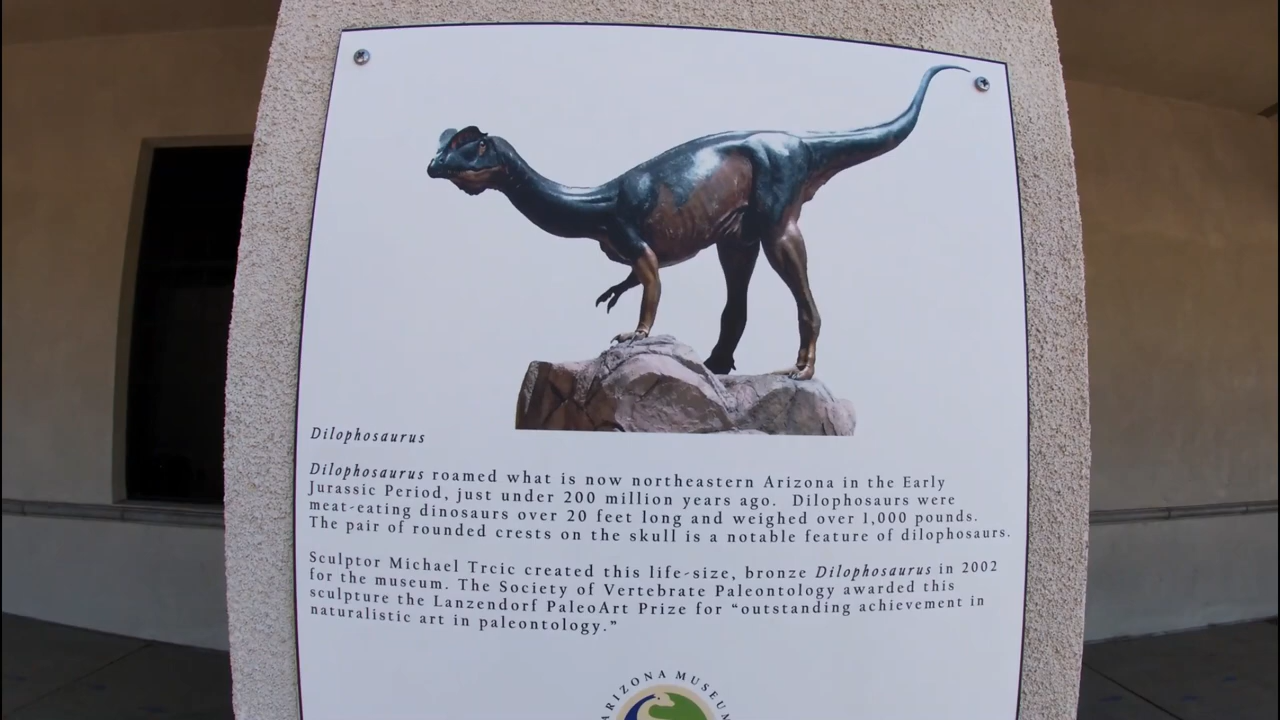 Dilophosaurus
Dilophosaurus roamed what is now northeastern Arizona in the Early
Jurassic Period, just under 200 million years ago. Dilophosaurs were
meat-eating dinosaurs over 20 feet long and weighed over 1,000 pounds.
The pair of rounded crests on the skull is a notable feature of dilophosaurs.
Sculptor Michael Trcic created this life-size, bronze Dilophosaurus in 2002
for the museum. The Society of Vertebrate Paleontology awarded this
sculpture the Lanzendorf PaleoArt Prize for “outstanding achievement in
naturalistic art in paleontology.”
ARIZONA MUSEUM